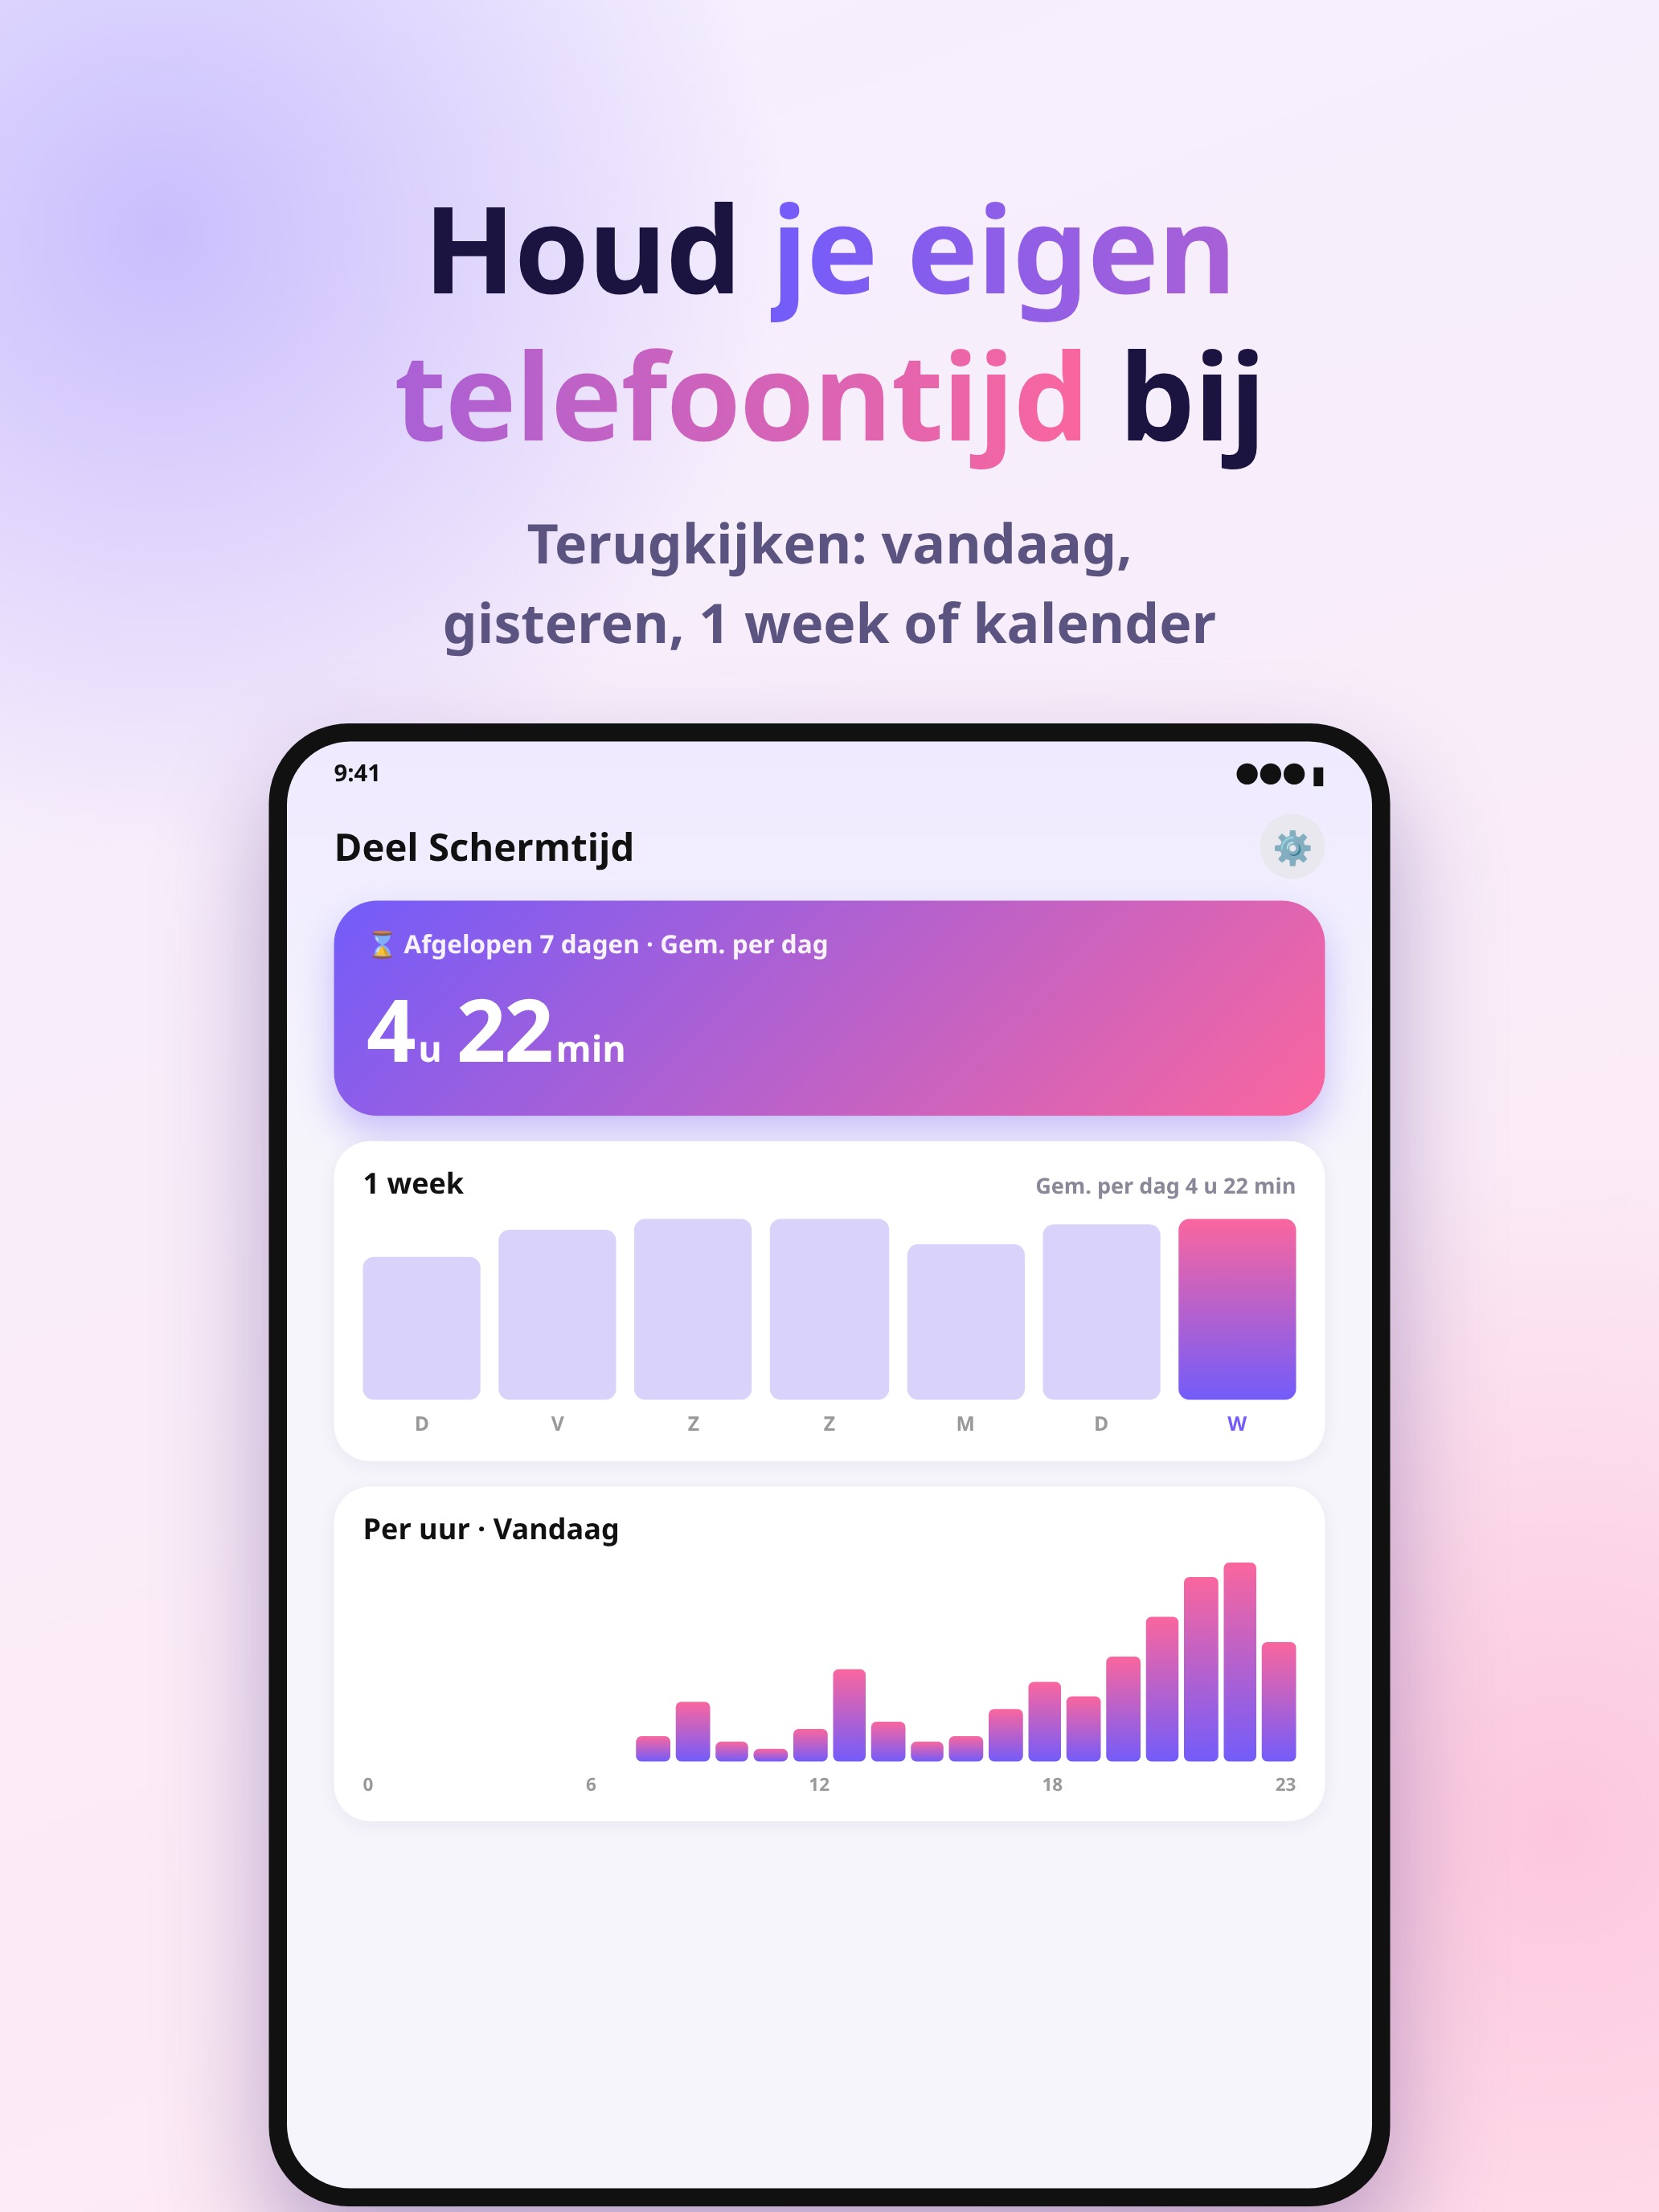 Houd je eigen
telefoontijd bij
Terugkijken: vandaag,
gisteren, 1 week of kalender
9:41
Deel Schermtijd
⌛ Afgelopen 7 dagen · Gem. per dag
4u 22min
1 week
Gem. per dag 4 u 22 min
D V Z Z M D W
Per uur · Vandaag
0 6 12 18 23